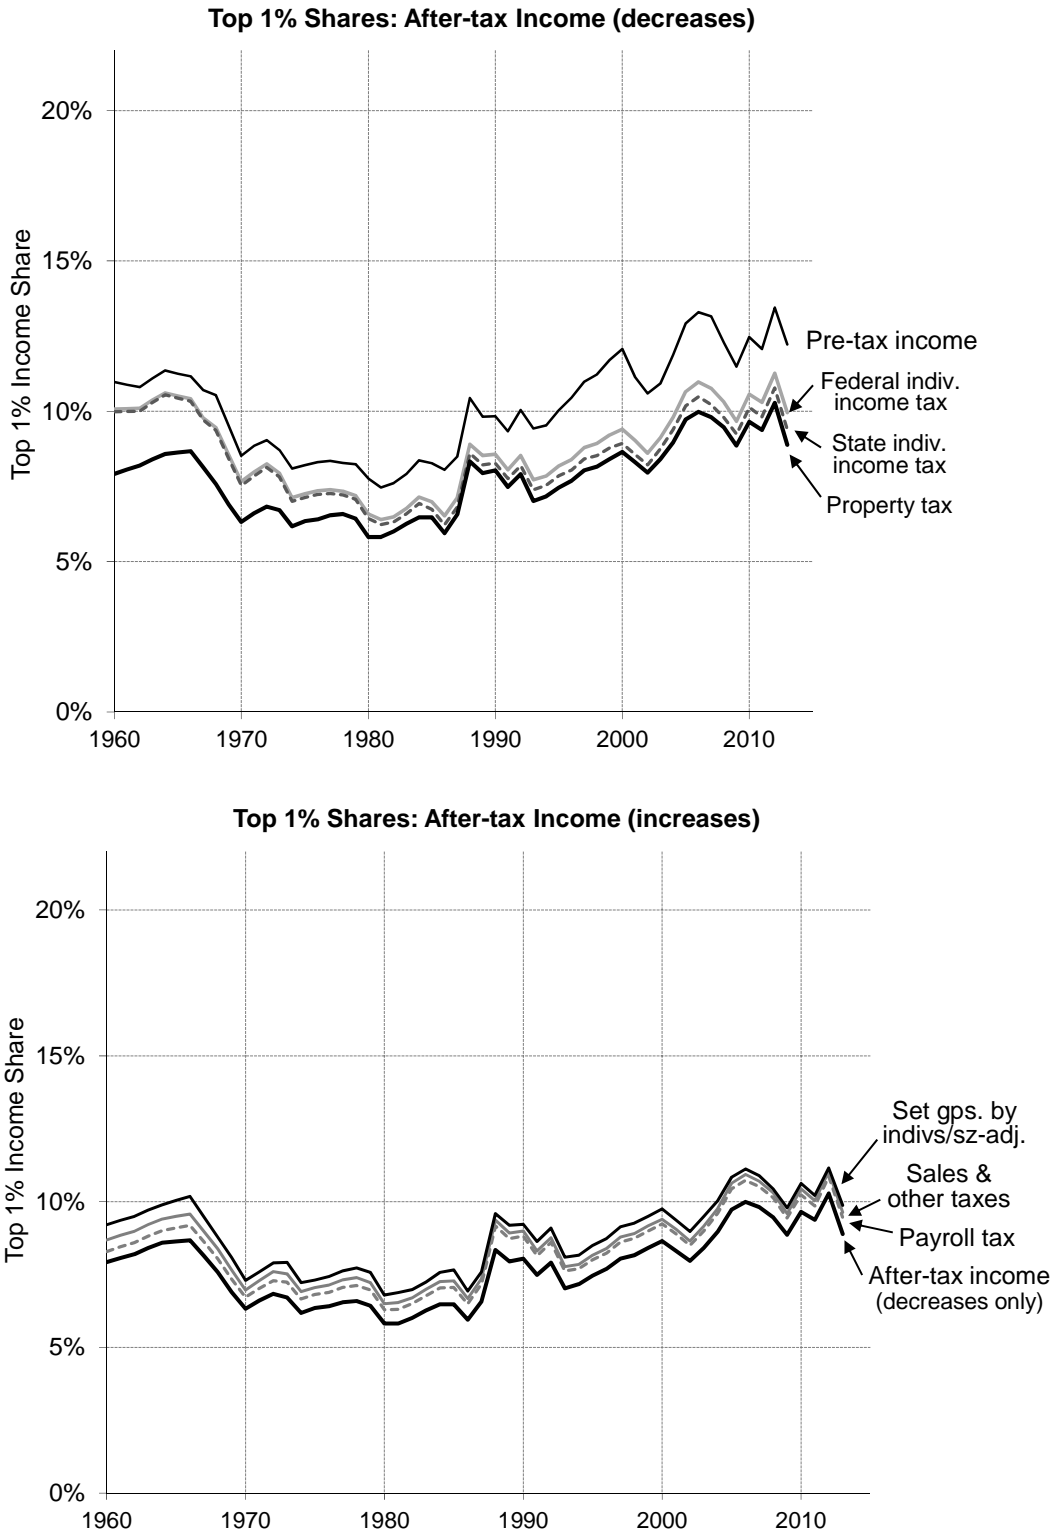 Top 1% Shares: After-tax Income (decreases)
Top 1% Income Share
20%
15%
10%
5%
0%
Pre-tax income
Federal indiv.
income tax
State indiv.
income tax
Property tax
1960 1970 1980 1990 2000 2010
Top 1% Shares: After-tax Income (increases)
Top 1% Income Share
20%
15%
10%
5%
0%
Set gps. by
indivs/sz-adj.
Sales &
other taxes
Payroll tax
After-tax income
(decreases only)
1960 1970 1980 1990 2000 2010